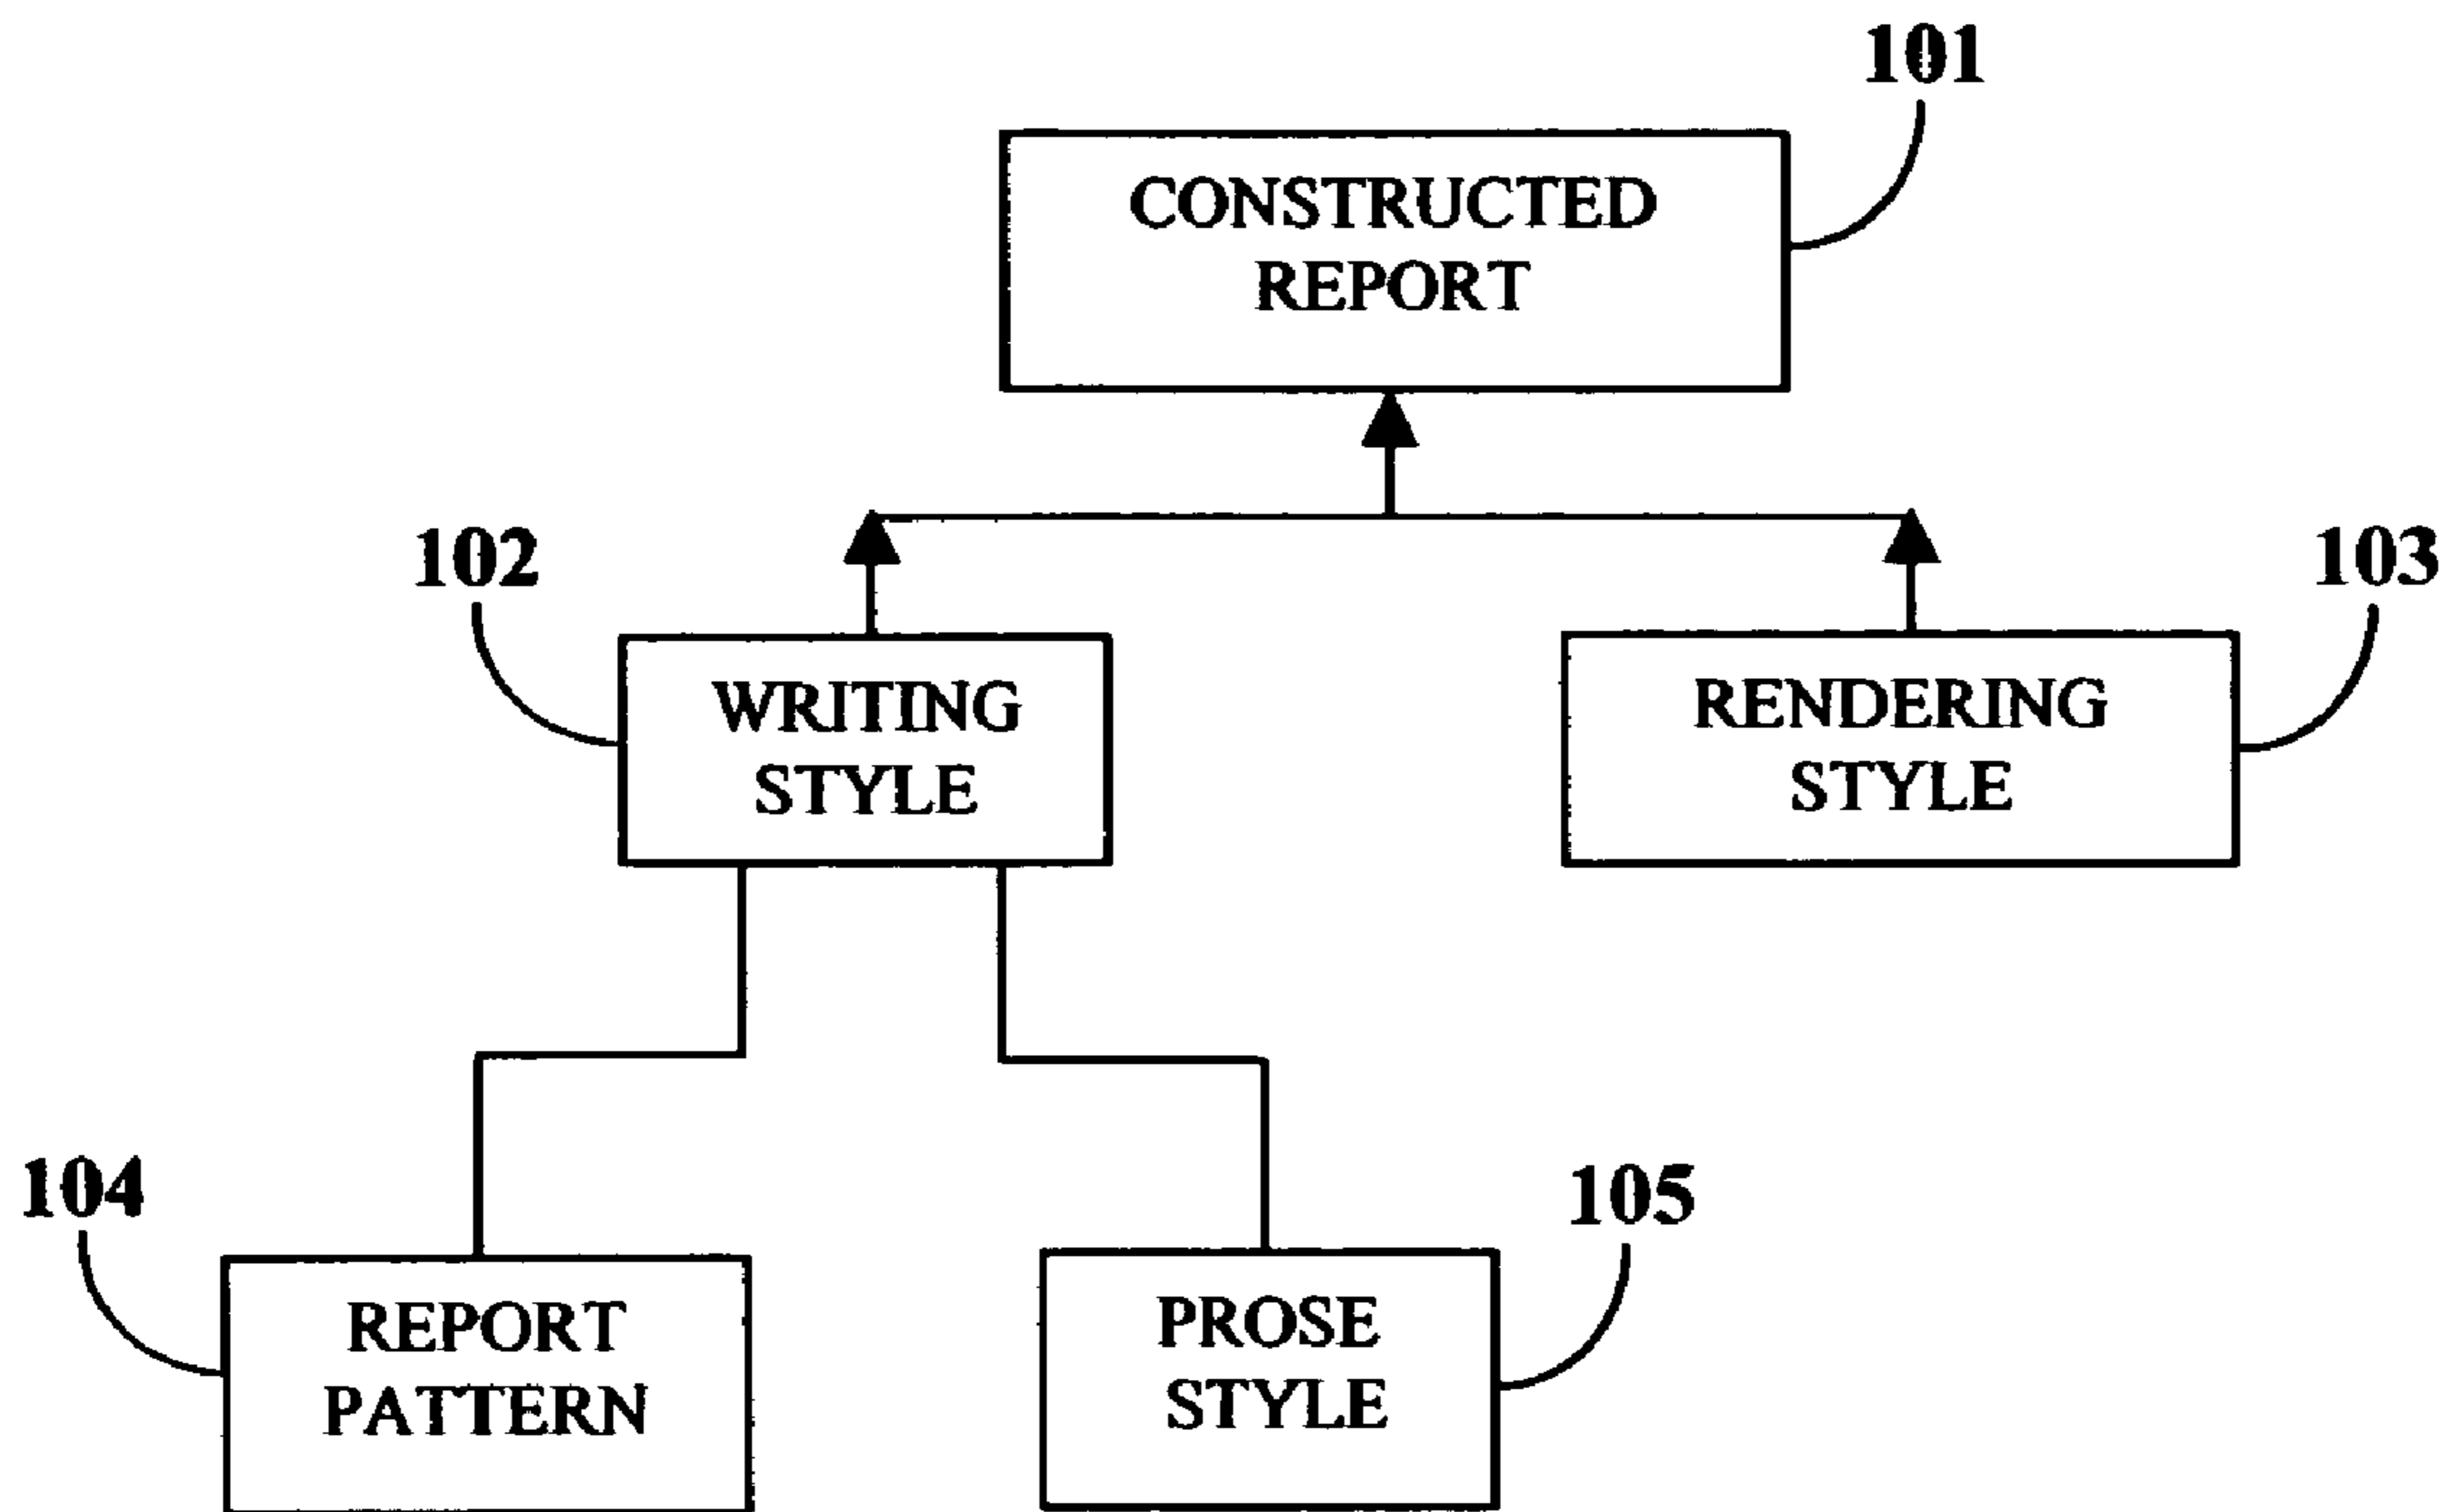 101
CONSTRUCTED
REPORT
102
103
WRITING
STYLE
RENDERING
STYLE
104
105
REPORT
PATTERN
PROSE
STYLE